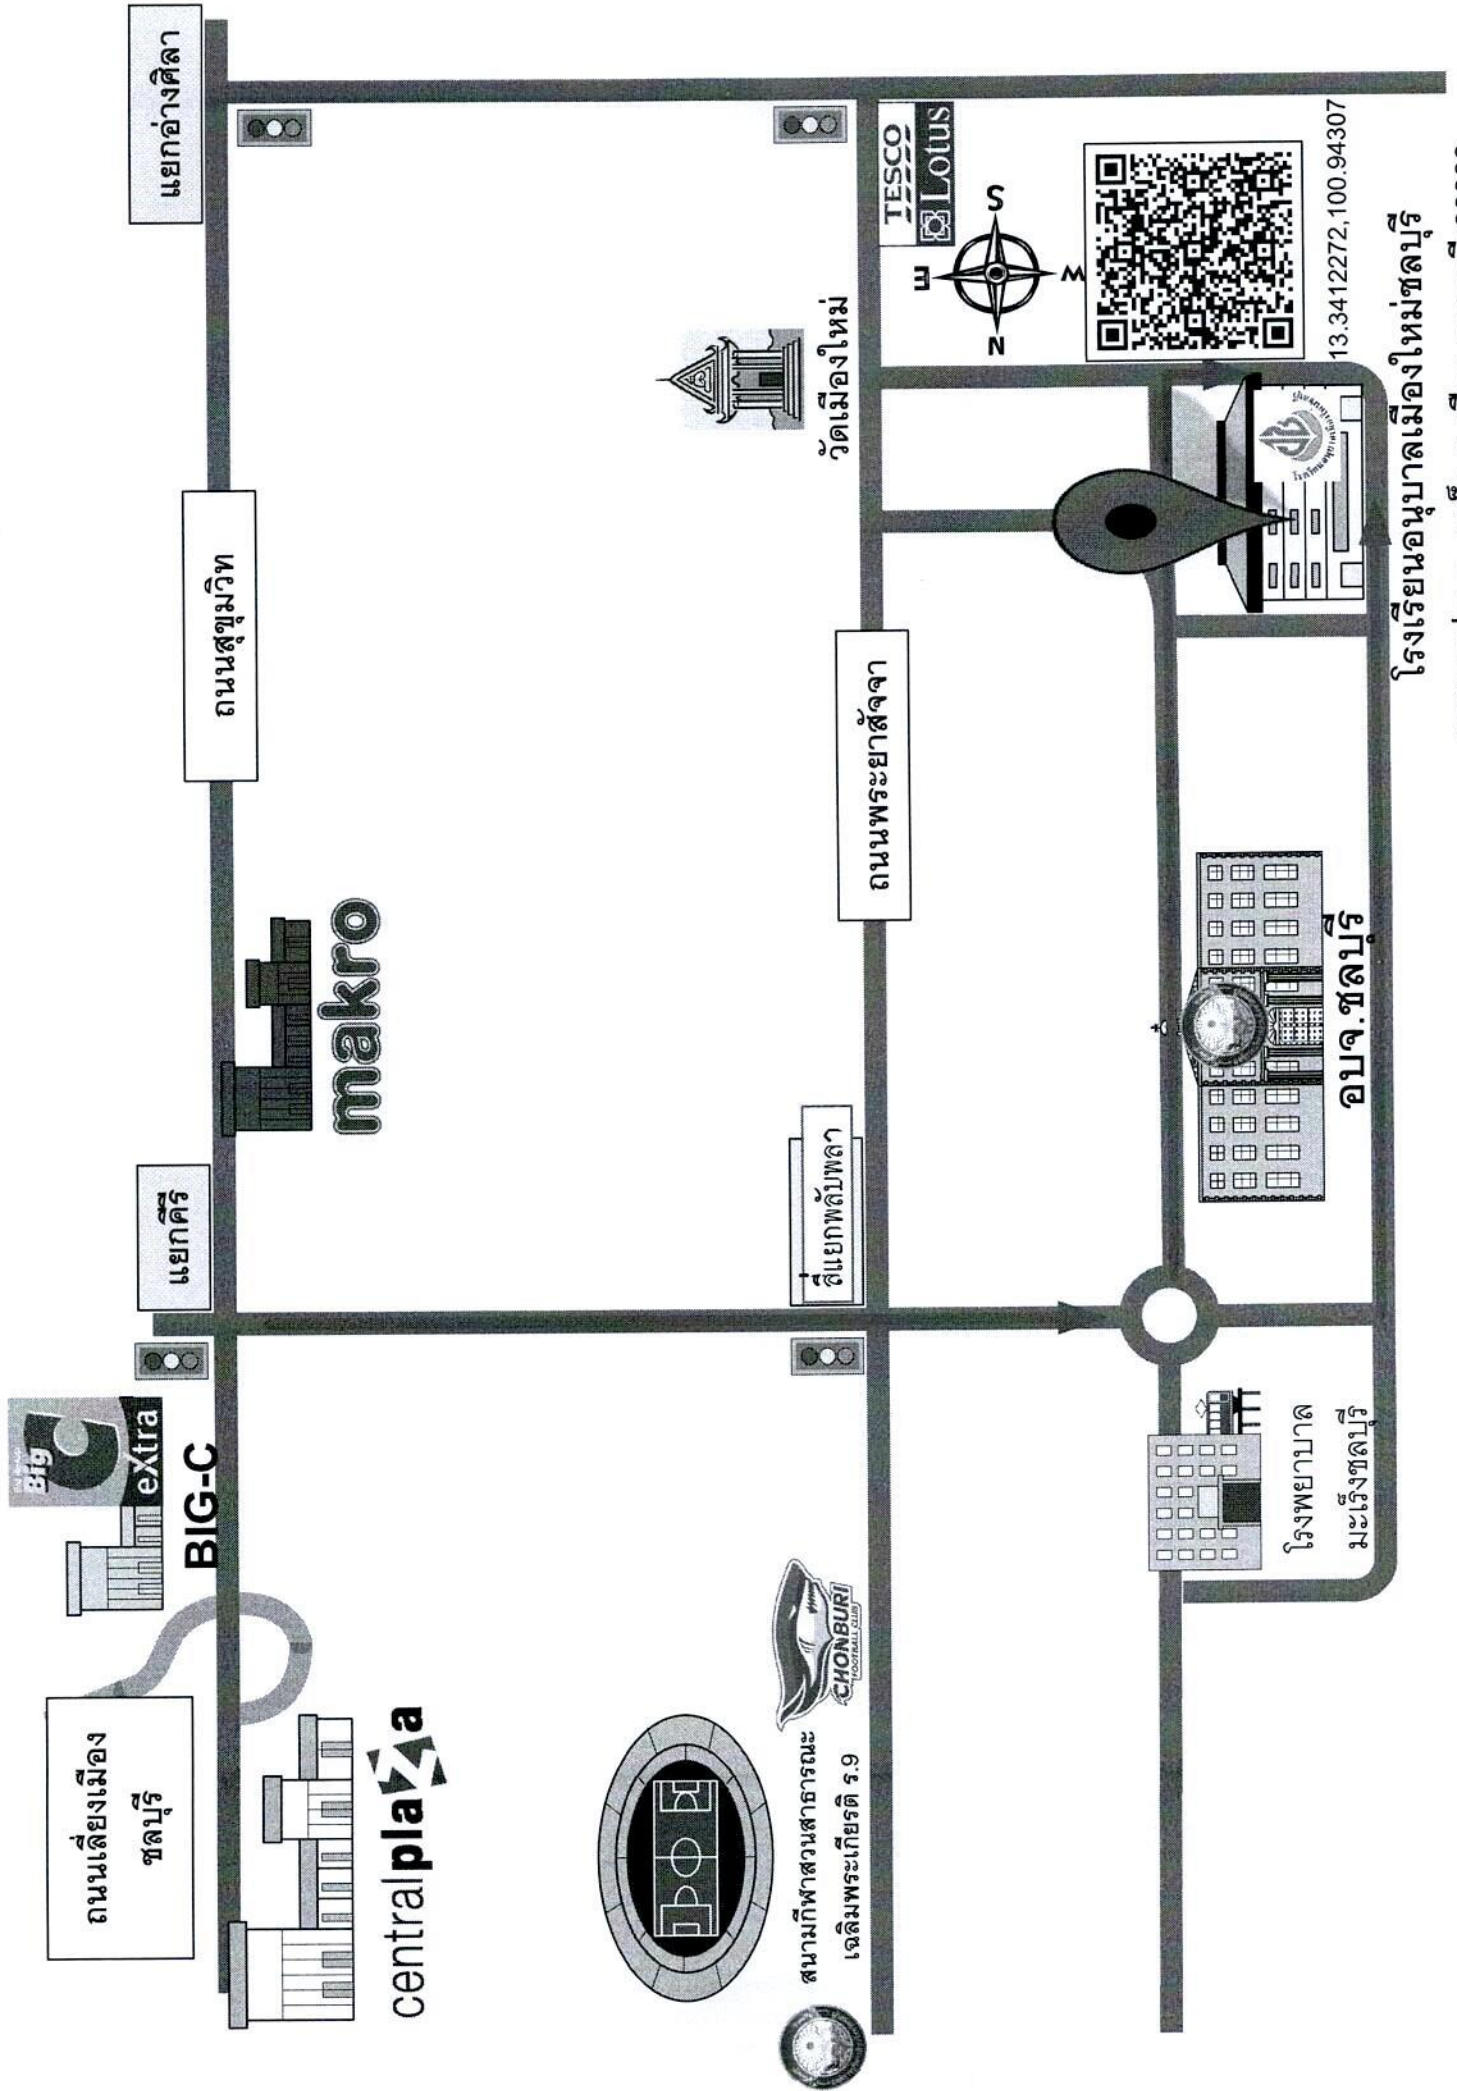 ถนนเลี่ยงเมือง
ชลบุรี
Big
eXtra
BIG-C
แยกคีรี
ถนนสุขุมวิท
แยกอ่างศิลา
centralplaza
makro
วัดเมืองใหม่
สนามกีฬาสวนสาธารณะ
เฉลิมพระเกียรติ ร.9
CHONBURI
FOOTBALL CLUB
สี่แยกพลับพลา
ถนนพระยาสัจจา
TESCO
Lotus
E
N
S
W
โรงพยาบาล
มะเร็งชลบุรี
อบจ.ชลบุรี
13.3412272,100.94307
โรงเรียนอนุบาลเมืองใหม่ชลบุรี